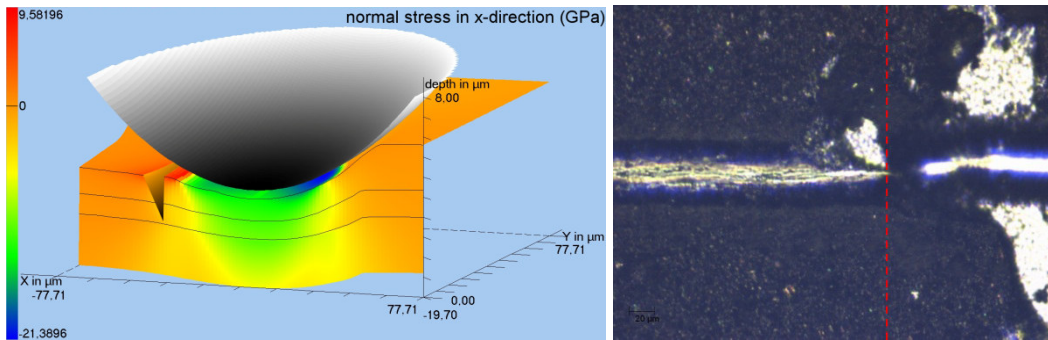 9,58196
normal stress in x-direction (GPa)
depth in µm
8,00
0
X in µm
-77.71
Y in µm
77.71
0,00
77.71
-19,70
-21,3896
20 µm